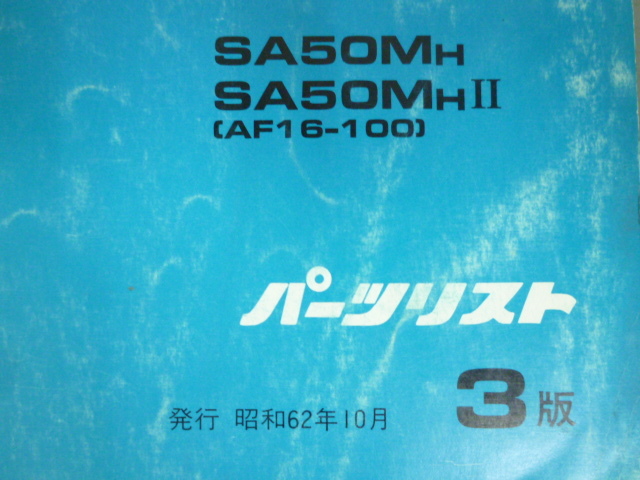 SA50MH
SA50MHII
(AF16-100)
パーツリスト
3版
発行 昭和62年10月